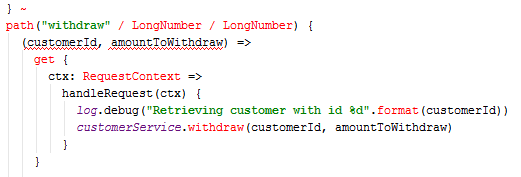 } ~
path("withdraw" / LongNumber / LongNumber) {
(customerId, amountToWithdraw) =>
get {
ctx: RequestContext =>
handleRequest(ctx) {
log.debug("Retrieving customer with id %d".format(customerId))
customerService.withdraw(customerId, amountToWithdraw)
}
}